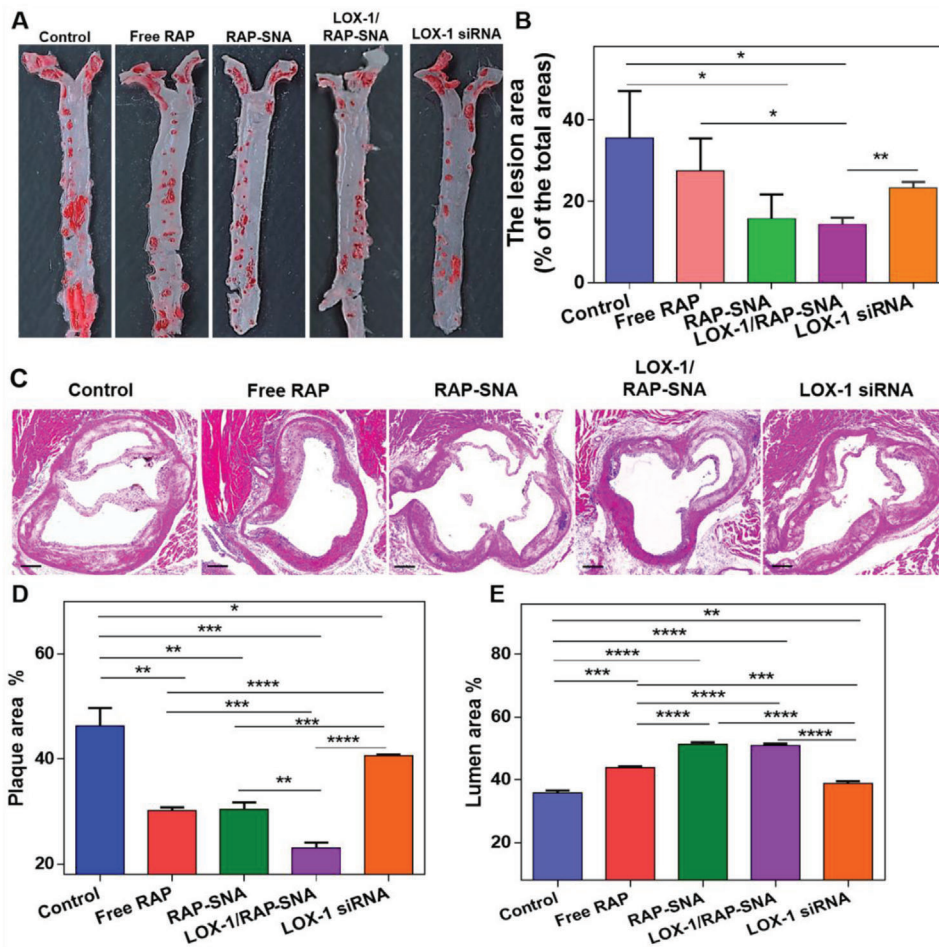 A
Control
Free RAP
RAP-SNA
LOX-1/
RAP-SNA
LOX-1 siRNA
B
The lesion area
(% of the total areas)
40
20
0
*
*
*
**
Control
Free RAP
RAP-SNA
LOX-1/RAP-SNA
LOX-1 siRNA
C
Control
Free RAP
RAP-SNA
LOX-1/
RAP-SNA
LOX-1 siRNA
D
Plaque area %
60
40
20
*
***
**
**
****
***
***
****
**
Control
Free RAP
RAP-SNA
LOX-1/RAP-SNA
LOX-1 siRNA
E
Lumen area %
80
60
40
20
**
****
****
***
***
****
****
****
****
Control
Free RAP
RAP-SNA
LOX-1/RAP-SNA
LOX-1 siRNA